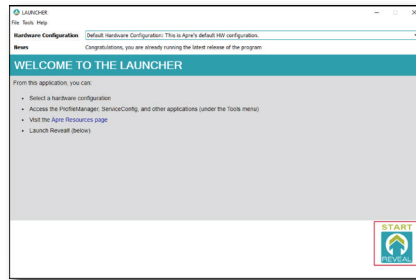 LAUNCHER
File Tools Help
Hardware Configuration Default Hardware Configuration: This is Apre's default HW configuration.
News Congratulations, you are already running the latest release of the program
WELCOME TO THE LAUNCHER
From this application, you can:
• Select a hardware configuration
• Access the ProfileManager, ServiceConfig, and other applications (under the Tools menu)
• Visit the Apre Resources page
• Launch Reveal! (below)
START
REVEAL